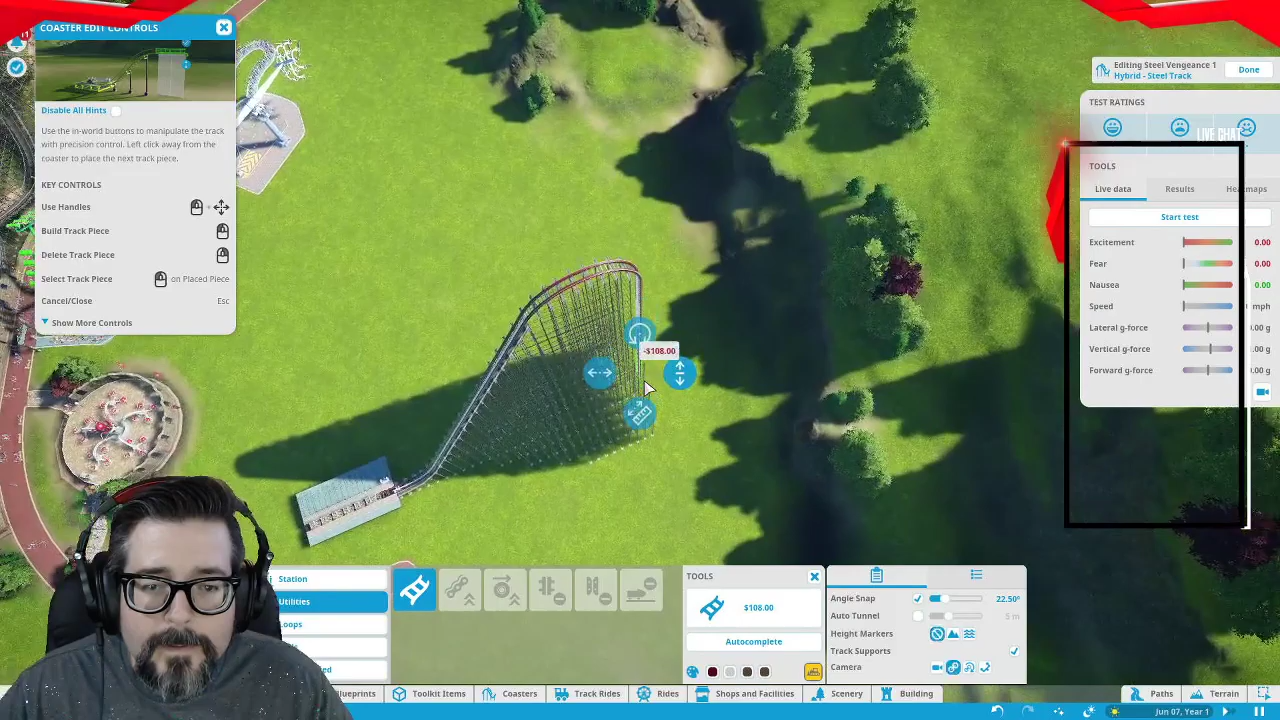 COASTER EDIT CONTROLS
Disable All Hints
Use the in-world buttons to manipulate the track
with precision control. Left click away from the
coaster to place the next track piece.
KEY CONTROLS
Use Handles
Build Track Piece
Delete Track Piece
Select Track Piece on Placed Piece
Cancel/Close Esc
Show More Controls
Editing Steel Vengeance 1
Hybrid - Steel Track
Done
TEST RATINGS
LIVE CHAT
TOOLS
Live data Results Heatmaps
Start test
Excitement 0.00
Fear 0.00
Nausea 0.00
Speed mph
Lateral g-force .00 g
Vertical g-force .00 g
Forward g-force .00 g
-$108.00
Station
Utilities
TOOLS
$108.00
Autocomplete
Angle Snap 22.50°
Auto Tunnel 5 m
Height Markers
Track Supports
Camera
Blueprints Toolkit Items Coasters Track Rides Rides Shops and Facilities Scenery Building Paths Terrain
Jun 07, Year 1